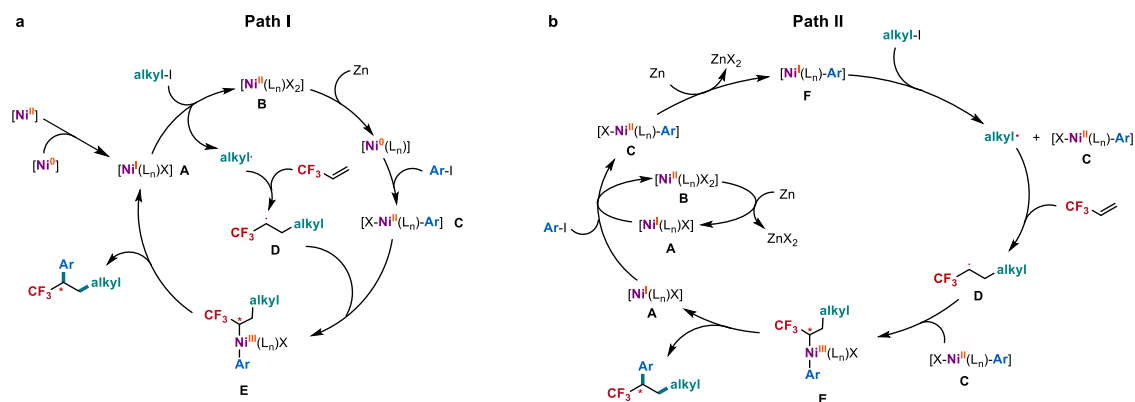 a
Path I
alkyl-I
[Niᴵᴵ(Lₙ)X₂]
B
Zn
[Niᴵᴵ]
[Ni⁰]
[Niᴵ(Lₙ)X]
A
[Ni⁰(Lₙ)]
alkyl·
CF₃
Ar-I
CF₃
·
alkyl
D
[X-Niᴵᴵ(Lₙ)-Ar]
C
Ar
CF₃
*
alkyl
alkyl
CF₃
*
Niᴵᴵᴵ(Lₙ)X
Ar
E
b
Path II
alkyl-I
Zn
ZnX₂
[Niᴵ(Lₙ)-Ar]
F
[X-Niᴵᴵ(Lₙ)-Ar]
C
alkyl· + [X-Niᴵᴵ(Lₙ)-Ar]
C
[Niᴵᴵ(Lₙ)X₂]
B
Zn
Ar-I
[Niᴵ(Lₙ)X]
A
ZnX₂
CF₃
CF₃
·
alkyl
D
[Niᴵ(Lₙ)X]
A
alkyl
CF₃
*
Niᴵᴵᴵ(Lₙ)X
Ar
E
[X-Niᴵᴵ(Lₙ)-Ar]
C
Ar
CF₃
*
alkyl